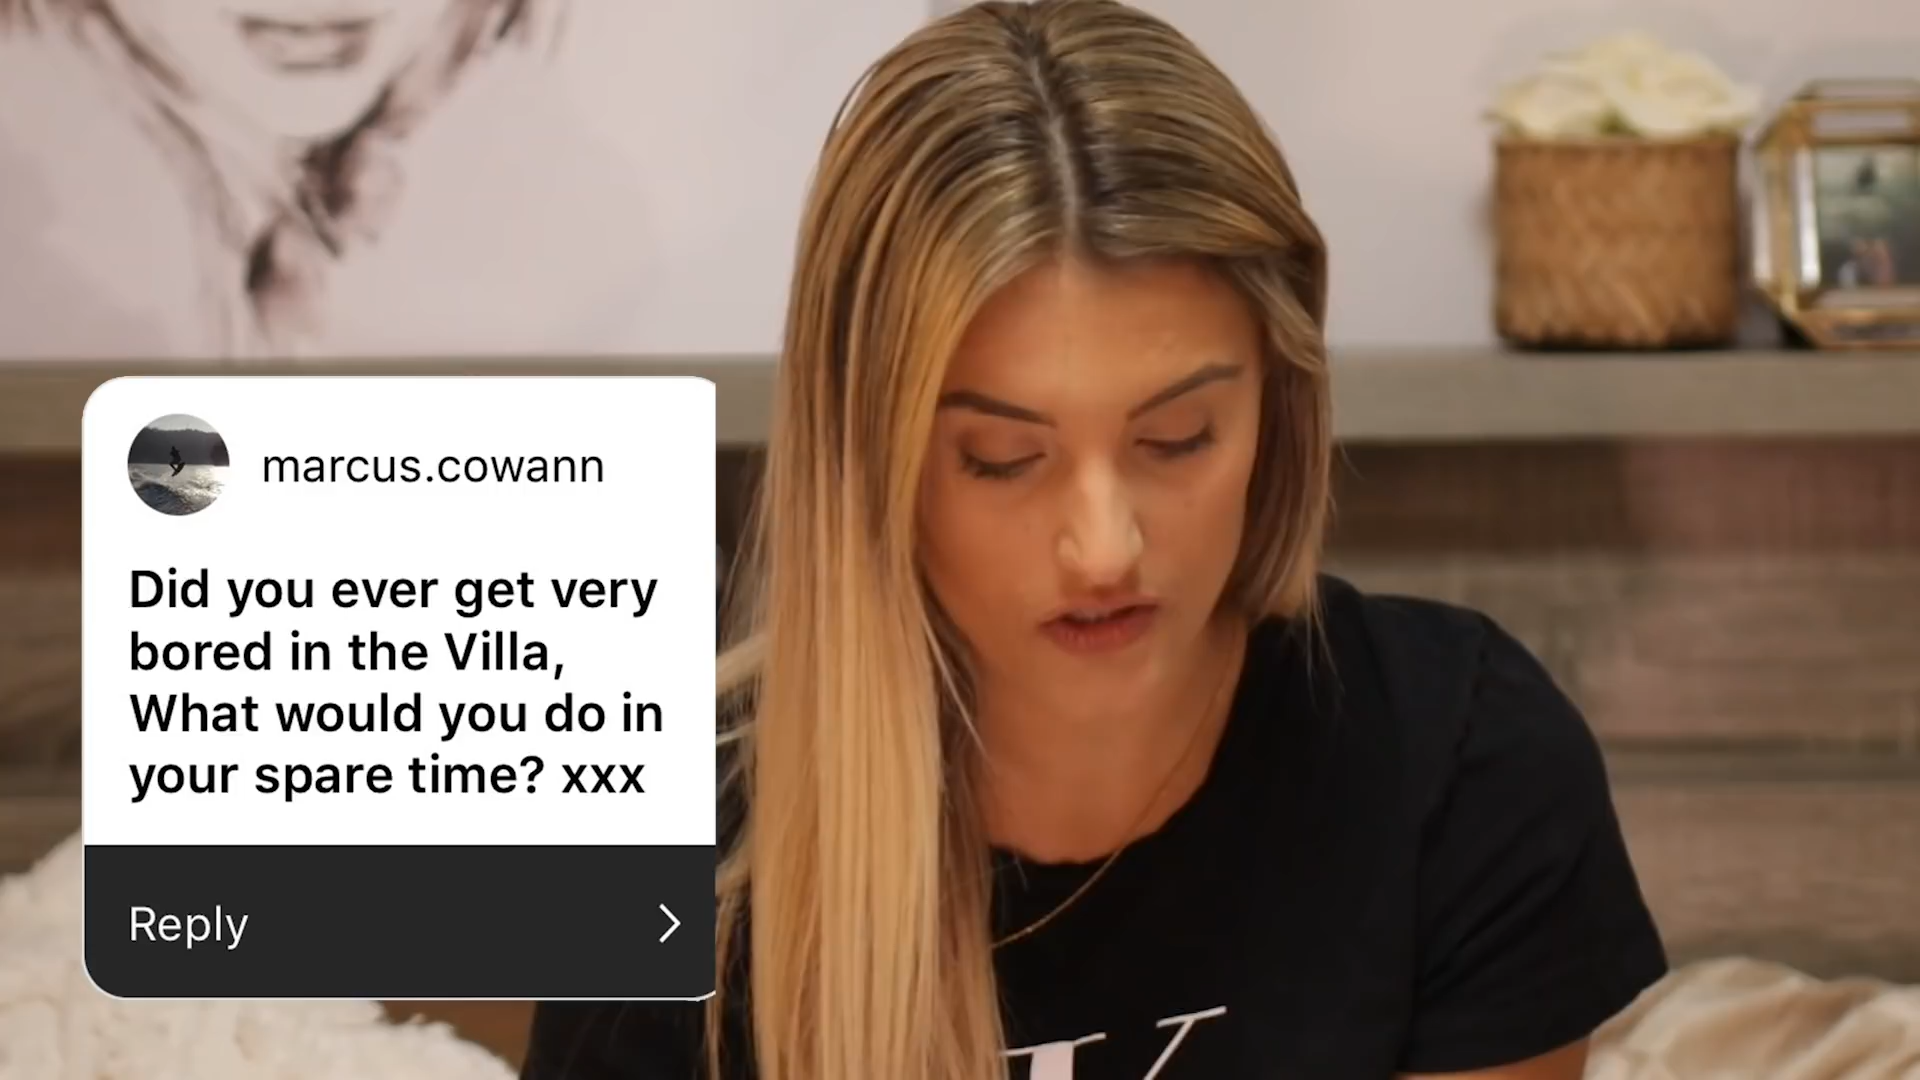 marcus.cowann
Did you ever get very
bored in the Villa,
What would you do in
your spare time? xxx
Reply